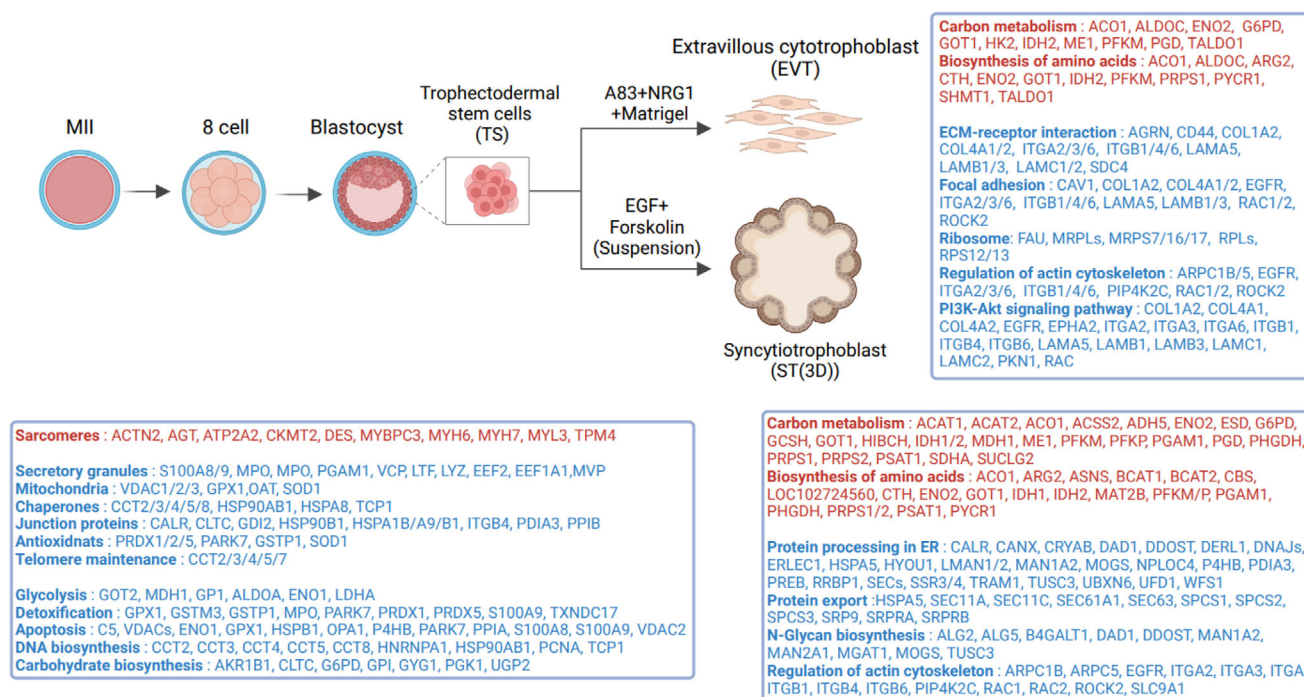 MII
8 cell
Blastocyst
Trophectodermal
stem cells
(TS)
A83+NRG1
+Matrigel
EGF+
Forskolin
(Suspension)
Extravillous cytotrophoblast
(EVT)
Syncytiotrophoblast
(ST(3D))
Carbon metabolism : ACO1, ALDOC, ENO2, G6PD,
GOT1, HK2, IDH2, ME1, PFKM, PGD, TALDO1
Biosynthesis of amino acids : ACO1, ALDOC, ARG2,
CTH, ENO2, GOT1, IDH2, PFKM, PRPS1, PYCR1,
SHMT1, TALDO1
ECM-receptor interaction : AGRN, CD44, COL1A2,
COL4A1/2, ITGA2/3/6, ITGB1/4/6, LAMA5,
LAMB1/3, LAMC1/2, SDC4
Focal adhesion : CAV1, COL1A2, COL4A1/2, EGFR,
ITGA2/3/6, ITGB1/4/6, LAMA5, LAMB1/3, RAC1/2,
ROCK2
Ribosome: FAU, MRPLs, MRPS7/16/17, RPLs,
RPS12/13
Regulation of actin cytoskeleton : ARPC1B/5, EGFR,
ITGA2/3/6, ITGB1/4/6, PIP4K2C, RAC1/2, ROCK2
PI3K-Akt signaling pathway : COL1A2, COL4A1,
COL4A2, EGFR, EPHA2, ITGA2, ITGA3, ITGA6, ITGB1,
ITGB4, ITGB6, LAMA5, LAMB1, LAMB3, LAMC1,
LAMC2, PKN1, RAC
Sarcomeres : ACTN2, AGT, ATP2A2, CKMT2, DES, MYBPC3, MYH6, MYH7, MYL3, TPM4
Secretory granules : S100A8/9, MPO, MPO, PGAM1, VCP, LTF, LYZ, EEF2, EEF1A1,MVP
Mitochondria : VDAC1/2/3, GPX1,OAT, SOD1
Chaperones : CCT2/3/4/5/8, HSP90AB1, HSPA8, TCP1
Junction proteins : CALR, CLTC, GDI2, HSP90B1, HSPA1B/A9/B1, ITGB4, PDIA3, PPIB
Antioxidnats : PRDX1/2/5, PARK7, GSTP1, SOD1
Telomere maintenance : CCT2/3/4/5/7
Glycolysis : GOT2, MDH1, GP1, ALDOA, ENO1, LDHA
Detoxification : GPX1, GSTM3, GSTP1, MPO, PARK7, PRDX1, PRDX5, S100A9, TXNDC17
Apoptosis : C5, VDACs, ENO1, GPX1, HSPB1, OPA1, P4HB, PARK7, PPIA, S100A8, S100A9, VDAC2
DNA biosynthesis : CCT2, CCT3, CCT4, CCT5, CCT8, HNRNPA1, HSP90AB1, PCNA, TCP1
Carbohydrate biosynthesis : AKR1B1, CLTC, G6PD, GPI, GYG1, PGK1, UGP2
Carbon metabolism : ACAT1, ACAT2, ACO1, ACSS2, ADH5, ENO2, ESD, G6PD,
GCSH, GOT1, HIBCH, IDH1/2, MDH1, ME1, PFKM, PFKP, PGAM1, PGD, PHGDH,
PRPS1, PRPS2, PSAT1, SDHA, SUCLG2
Biosynthesis of amino acids : ACO1, ARG2, ASNS, BCAT1, BCAT2, CBS,
LOC102724560, CTH, ENO2, GOT1, IDH1, IDH2, MAT2B, PFKM/P, PGAM1,
PHGDH, PRPS1/2, PSAT1, PYCR1
Protein processing in ER : CALR, CANX, CRYAB, DAD1, DDOST, DERL1, DNAJs,
ERLEC1, HSPA5, HYOU1, LMAN1/2, MAN1A2, MOGS, NPLOC4, P4HB, PDIA3,
PREB, RRBP1, SECs, SSR3/4, TRAM1, TUSC3, UBXN6, UFD1, WFS1
Protein export :HSPA5, SEC11A, SEC11C, SEC61A1, SEC63, SPCS1, SPCS2,
SPCS3, SRP9, SRPRA, SRPRB
N-Glycan biosynthesis : ALG2, ALG5, B4GALT1, DAD1, DDOST, MAN1A2,
MAN2A1, MGAT1, MOGS, TUSC3
Regulation of actin cytoskeleton : ARPC1B, ARPC5, EGFR, ITGA2, ITGA3, ITGA
ITGB1, ITGB4, ITGB6, PIP4K2C, RAC1, RAC2, ROCK2, SLC9A1